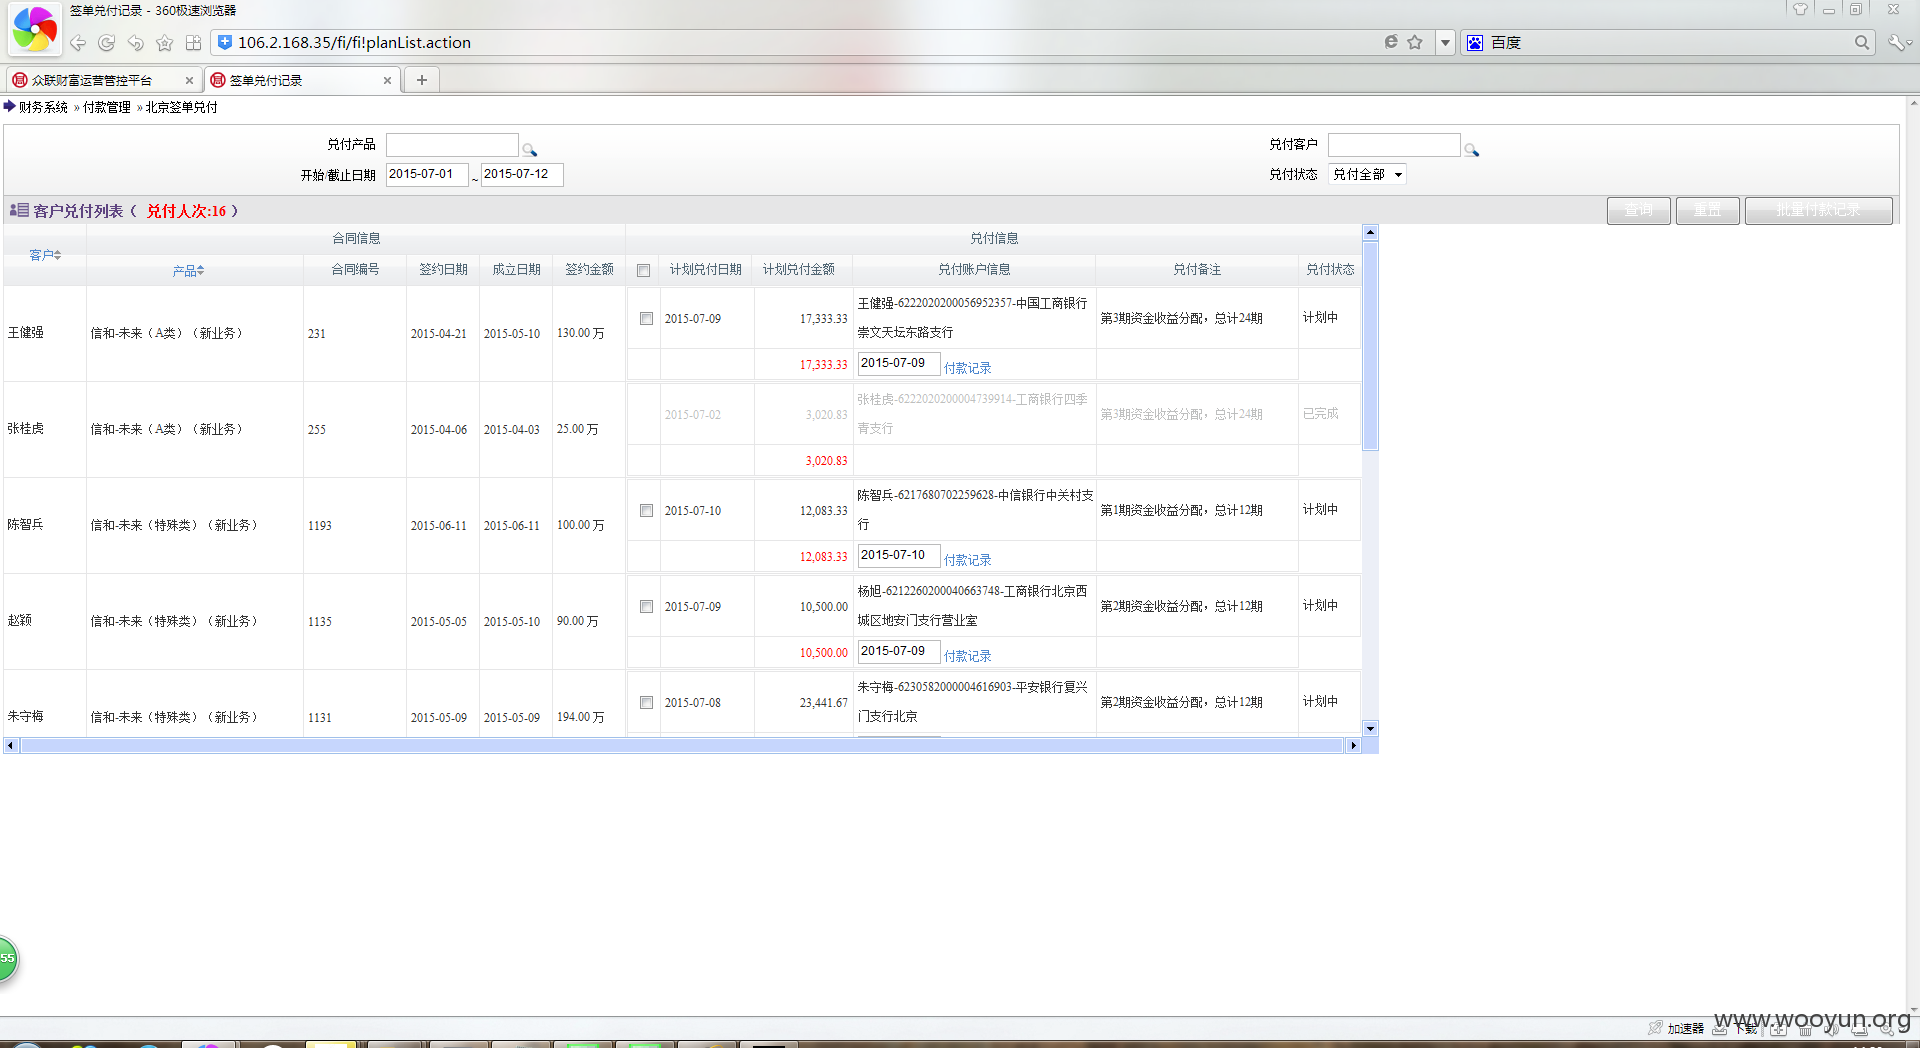 签单兑付记录 - 360极速浏览器
106.2.168.35/fi/fi!planList.action
百度
众联财富运营管控平台 签单兑付记录
财务系统 » 付款管理 » 北京签单兑付
兑付产品 兑付客户
开始/截止日期 2015-07-01 ~ 2015-07-12 兑付状态 兑付全部
客户兑付列表（ 兑付人次:16 ） 查询 重置 批量付款记录
合同信息 兑付信息
客户 产品 合同编号 签约日期 成立日期 签约金额 计划兑付日期 计划兑付金额 兑付账户信息 兑付备注 兑付状态
王健强 信和-未来（A类）（新业务） 231 2015-04-21 2015-05-10 130.00 万 2015-07-09 17,333.33 王健强-6222020200056952357-中国工商银行 第3期资金收益分配，总计24期 计划中
崇文天坛东路支行
17,333.33 2015-07-09 付款记录
张桂虎 信和-未来（A类）（新业务） 255 2015-04-06 2015-04-03 25.00 万 2015-07-02 3,020.83 张桂虎-6222020200004739914-工商银行四季 第3期资金收益分配，总计24期 已完成
青支行
3,020.83
陈智兵 信和-未来（特殊类）（新业务） 1193 2015-06-11 2015-06-11 100.00 万 2015-07-10 12,083.33 陈智兵-6217680702259628-中信银行中关村支 第1期资金收益分配，总计12期 计划中
行
12,083.33 2015-07-10 付款记录
赵颖 信和-未来（特殊类）（新业务） 1135 2015-05-05 2015-05-10 90.00 万 2015-07-09 10,500.00 杨旭-6212260200040663748-工商银行北京西 第2期资金收益分配，总计12期 计划中
城区地安门支行营业室
10,500.00 2015-07-09 付款记录
朱守梅 信和-未来（特殊类）（新业务） 1131 2015-05-09 2015-05-09 194.00 万 2015-07-08 23,441.67 朱守梅-6230582000004616903-平安银行复兴 第2期资金收益分配，总计12期 计划中
门支行北京
55
加速器 下载
www.wooyun.org